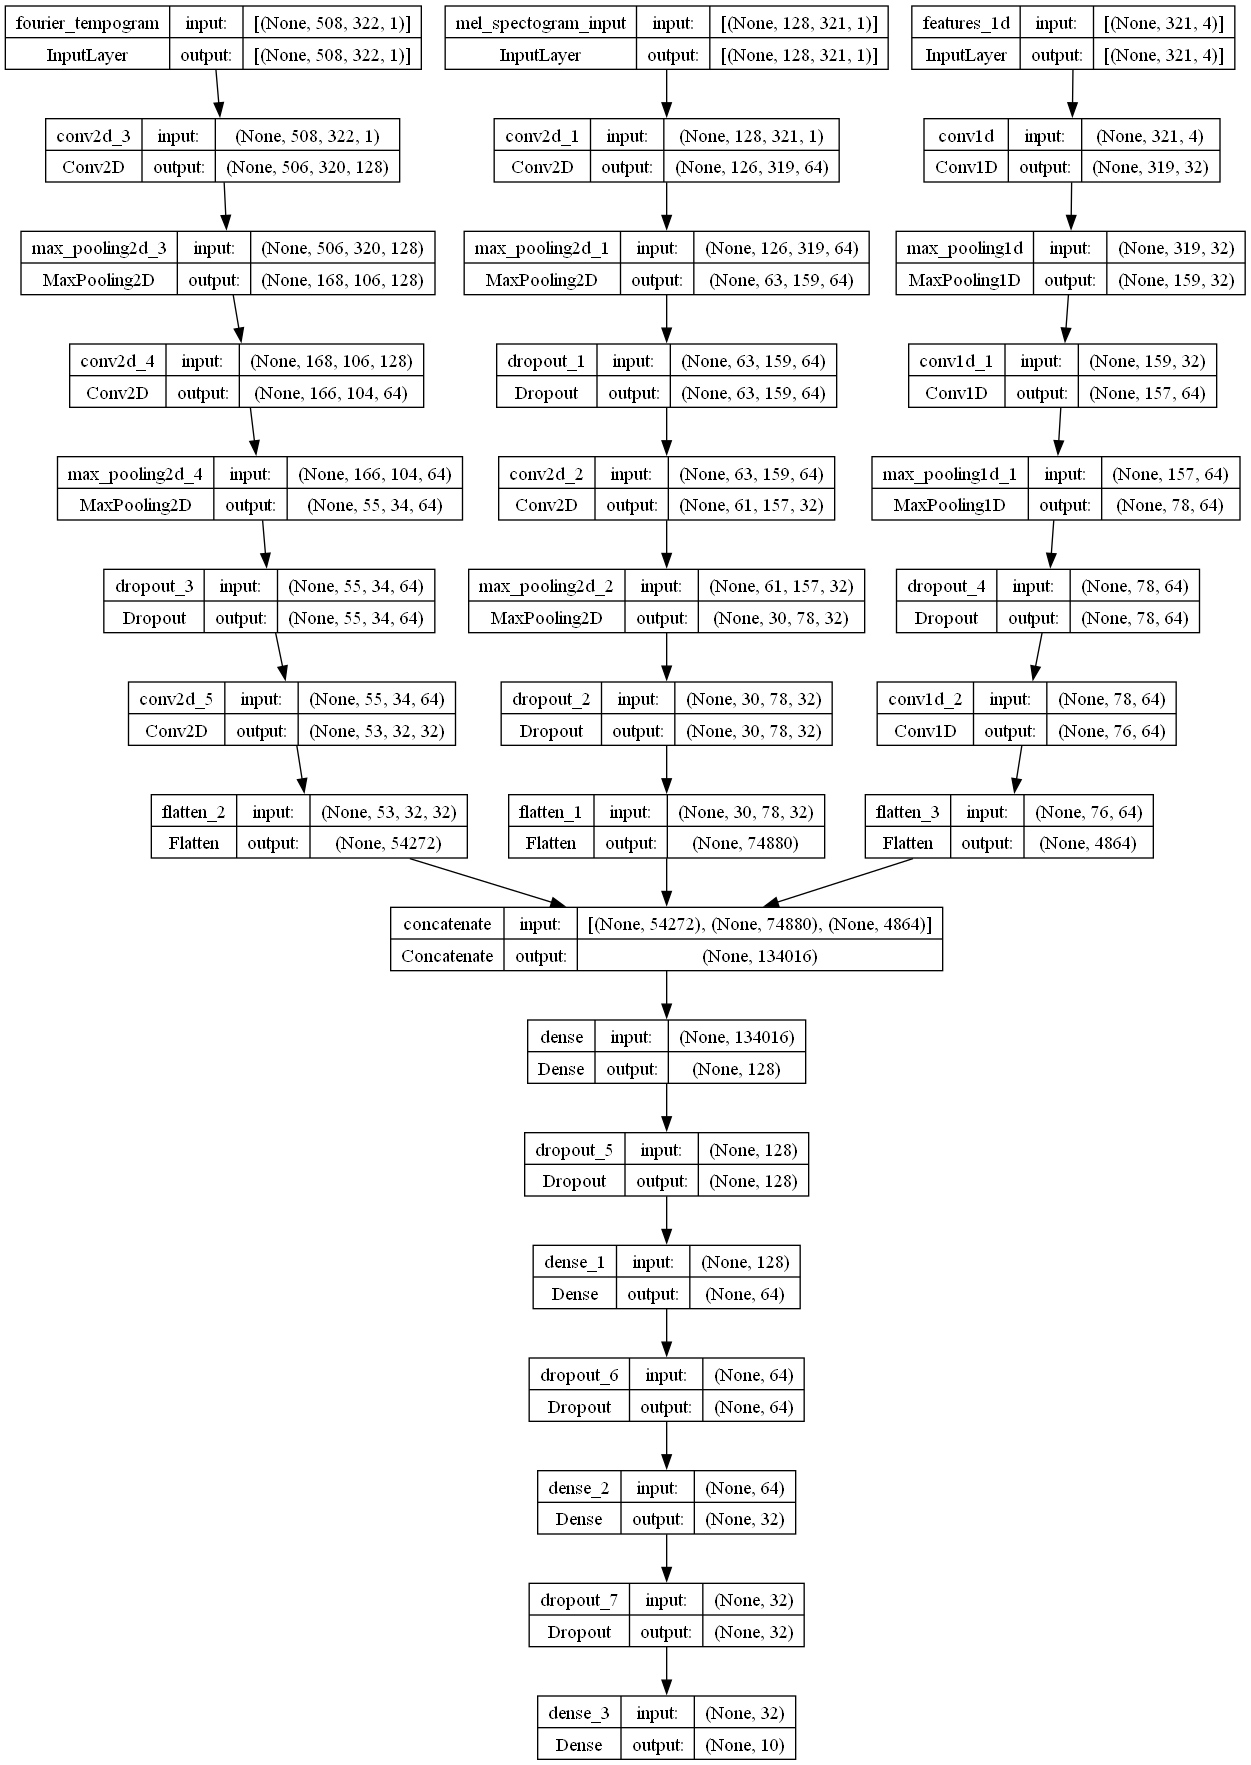 fourier_tempogram input: [(None, 508, 322, 1)]
InputLayer output: [(None, 508, 322, 1)]
mel_spectogram_input input: [(None, 128, 321, 1)]
InputLayer output: [(None, 128, 321, 1)]
features_1d input: [(None, 321, 4)]
InputLayer output: [(None, 321, 4)]
conv2d_3 input: (None, 508, 322, 1)
Conv2D output: (None, 506, 320, 128)
conv2d_1 input: (None, 128, 321, 1)
Conv2D output: (None, 126, 319, 64)
conv1d input: (None, 321, 4)
Conv1D output: (None, 319, 32)
max_pooling2d_3 input: (None, 506, 320, 128)
MaxPooling2D output: (None, 168, 106, 128)
max_pooling2d_1 input: (None, 126, 319, 64)
MaxPooling2D output: (None, 63, 159, 64)
max_pooling1d input: (None, 319, 32)
MaxPooling1D output: (None, 159, 32)
conv2d_4 input: (None, 168, 106, 128)
Conv2D output: (None, 166, 104, 64)
dropout_1 input: (None, 63, 159, 64)
Dropout output: (None, 63, 159, 64)
conv1d_1 input: (None, 159, 32)
Conv1D output: (None, 157, 64)
max_pooling2d_4 input: (None, 166, 104, 64)
MaxPooling2D output: (None, 55, 34, 64)
conv2d_2 input: (None, 63, 159, 64)
Conv2D output: (None, 61, 157, 32)
max_pooling1d_1 input: (None, 157, 64)
MaxPooling1D output: (None, 78, 64)
dropout_3 input: (None, 55, 34, 64)
Dropout output: (None, 55, 34, 64)
max_pooling2d_2 input: (None, 61, 157, 32)
MaxPooling2D output: (None, 30, 78, 32)
dropout_4 input: (None, 78, 64)
Dropout output: (None, 78, 64)
conv2d_5 input: (None, 55, 34, 64)
Conv2D output: (None, 53, 32, 32)
dropout_2 input: (None, 30, 78, 32)
Dropout output: (None, 30, 78, 32)
conv1d_2 input: (None, 78, 64)
Conv1D output: (None, 76, 64)
flatten_2 input: (None, 53, 32, 32)
Flatten output: (None, 54272)
flatten_1 input: (None, 30, 78, 32)
Flatten output: (None, 74880)
flatten_3 input: (None, 76, 64)
Flatten output: (None, 4864)
concatenate input: [(None, 54272), (None, 74880), (None, 4864)]
Concatenate output: (None, 134016)
dense input: (None, 134016)
Dense output: (None, 128)
dropout_5 input: (None, 128)
Dropout output: (None, 128)
dense_1 input: (None, 128)
Dense output: (None, 64)
dropout_6 input: (None, 64)
Dropout output: (None, 64)
dense_2 input: (None, 64)
Dense output: (None, 32)
dropout_7 input: (None, 32)
Dropout output: (None, 32)
dense_3 input: (None, 32)
Dense output: (None, 10)